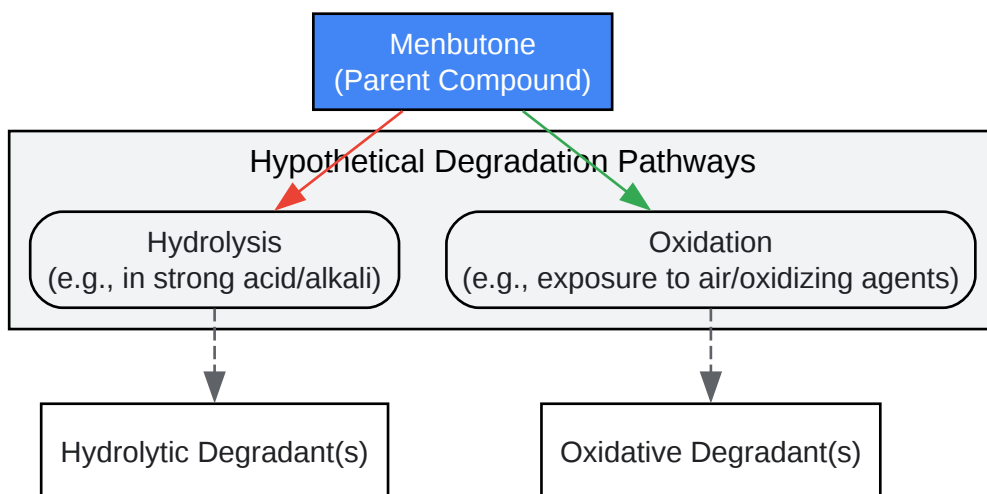 Menbutone
(Parent Compound)
Hypothetical Degradation Pathways
Hydrolysis
(e.g., in strong acid/alkali)
Oxidation
(e.g., exposure to air/oxidizing agents)
Hydrolytic Degradant(s)
Oxidative Degradant(s)